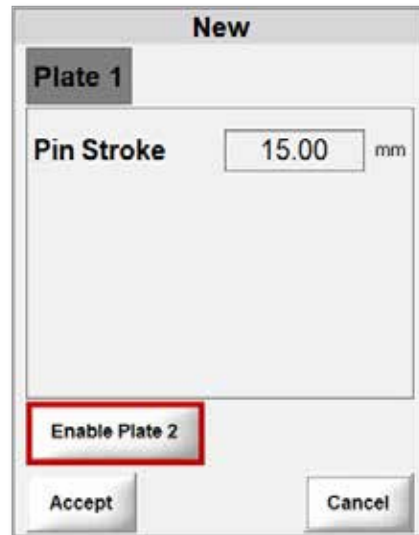 New
Plate 1
Pin Stroke 15.00 mm
Enable Plate 2
Accept Cancel